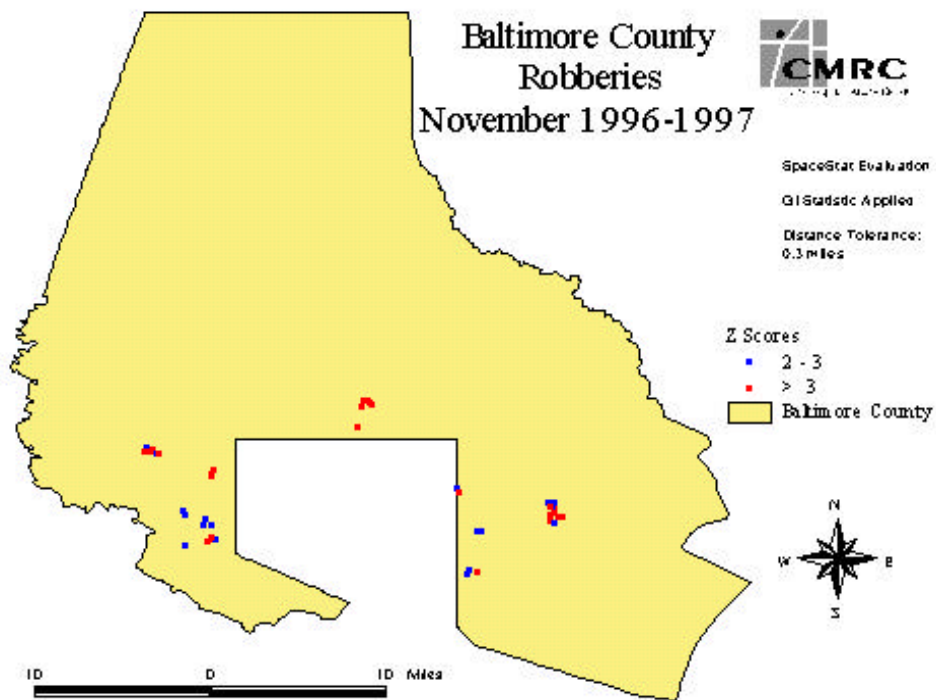 Baltimore County
Robberies
November 1996-1997
CMRC
SpaceStat Evaluation
GI Statistic Applied
Distance Tolerance:
0.3 miles
Z Scores
2 - 3
> 3
Baltimore County
N
W
E
S
10 0 10 Miles